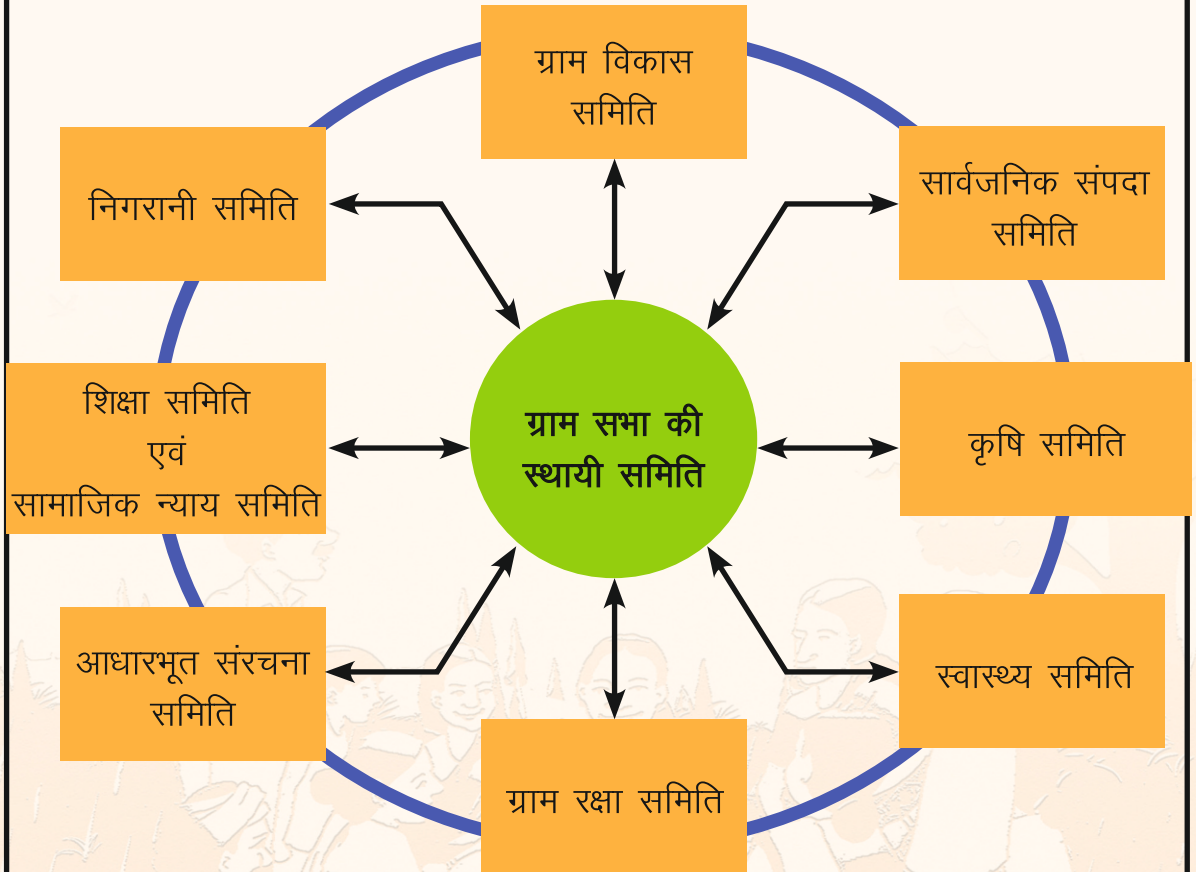 ग्राम विकास
समिति
निगरानी समिति
सार्वजनिक संपदा
समिति
शिक्षा समिति
एवं
सामाजिक न्याय समिति
ग्राम सभा की
स्थायी समिति
कृषि समिति
आधारभूत संरचना
समिति
स्वास्थ्य समिति
ग्राम रक्षा समिति